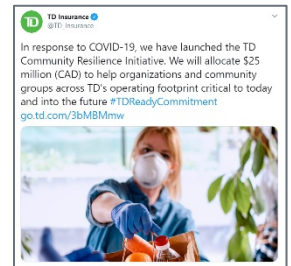 TD
TD Insurance
@TD_Insurance
In response to COVID-19, we have launched the TD
Community Resilience Initiative. We will allocate $25
million (CAD) to help organizations and community
groups across TD's operating footprint critical to today
and into the future #TDReadyCommitment
go.td.com/3bMBMmw